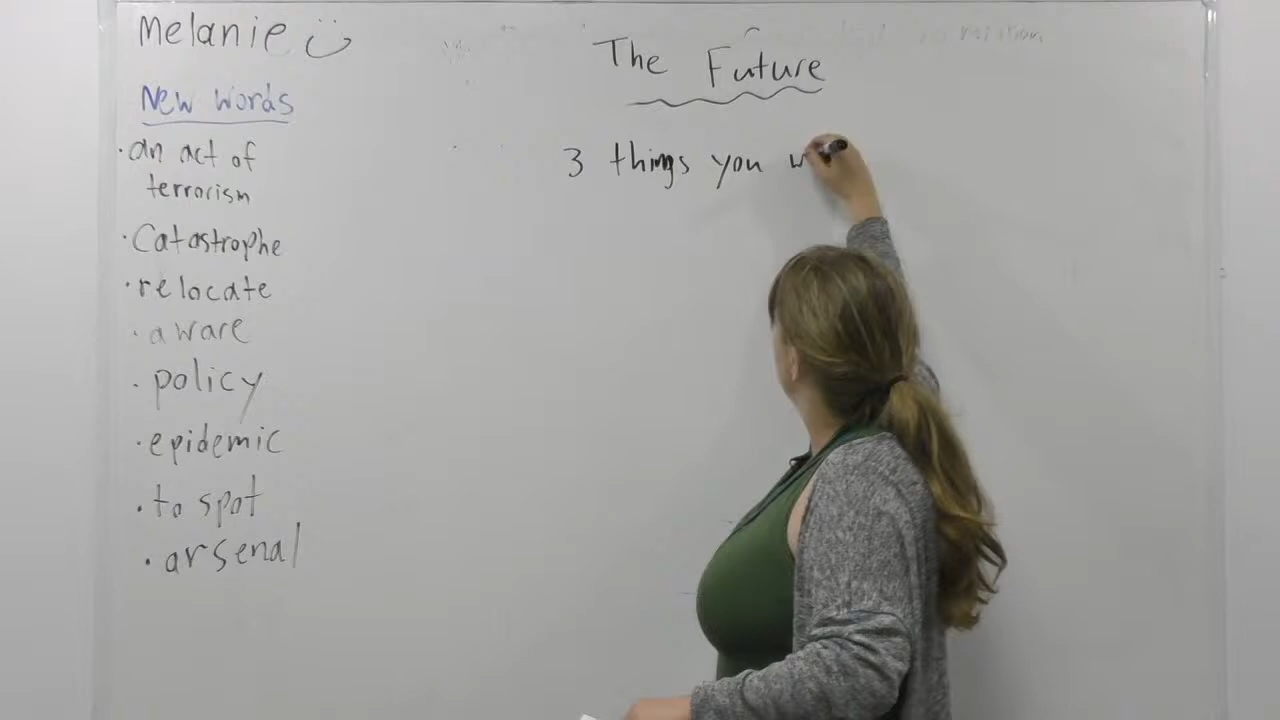 Melanie
New words
• an act of
terrorism
• Catastrophe
• relocate
• aware
• policy
• epidemic
• to spot
• arsenal
The Future
3 things you w